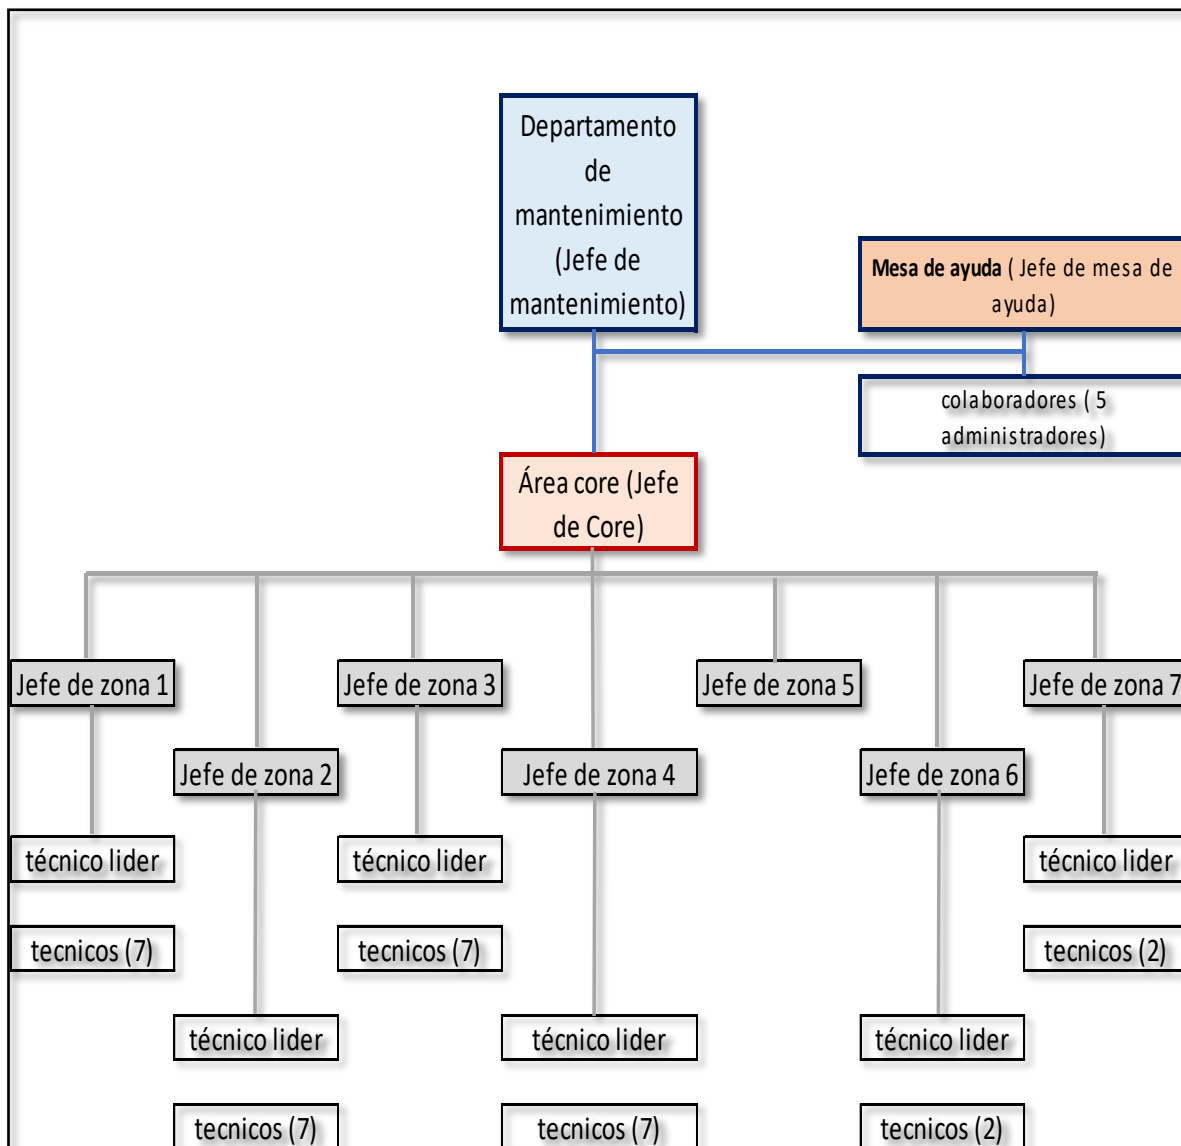 Departamento
de
mantenimiento
(Jefe de
mantenimiento)
Mesa de ayuda ( Jefe de mesa de
ayuda)
colaboradores ( 5
administradores)
Área core (Jefe
de Core)
Jefe de zona 1
Jefe de zona 3
Jefe de zona 5
Jefe de zona 7
Jefe de zona 2
Jefe de zona 4
Jefe de zona 6
técnico lider
técnico lider
técnico lider
tecnicos (7)
tecnicos (7)
tecnicos (2)
técnico lider
técnico lider
técnico lider
tecnicos (7)
tecnicos (7)
tecnicos (2)